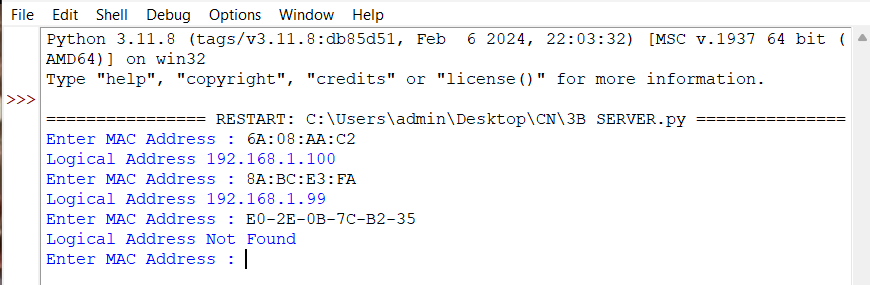 File Edit Shell Debug Options Window Help
Python 3.11.8 (tags/v3.11.8:db85d51, Feb  6 2024, 22:03:32) [MSC v.1937 64 bit (
AMD64)] on win32
Type "help", "copyright", "credits" or "license()" for more information.
>>>
================ RESTART: C:\Users\admin\Desktop\CN\3B SERVER.py ===============
Enter MAC Address : 6A:08:AA:C2
Logical Address 192.168.1.100
Enter MAC Address : 8A:BC:E3:FA
Logical Address 192.168.1.99
Enter MAC Address : E0-2E-0B-7C-B2-35
Logical Address Not Found
Enter MAC Address :